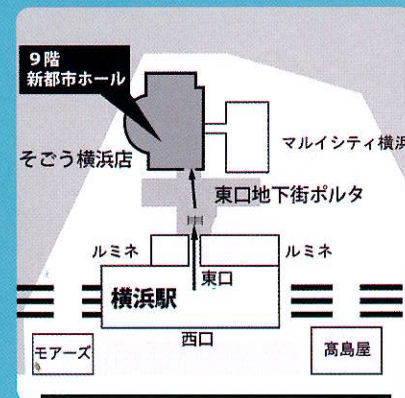 9階
新都市ホール
そごう横浜店
マルイシティ横浜
東口地下街ポルタ
ルミネ
ルミネ
東口
横浜駅
西口
モアーズ
髙島屋